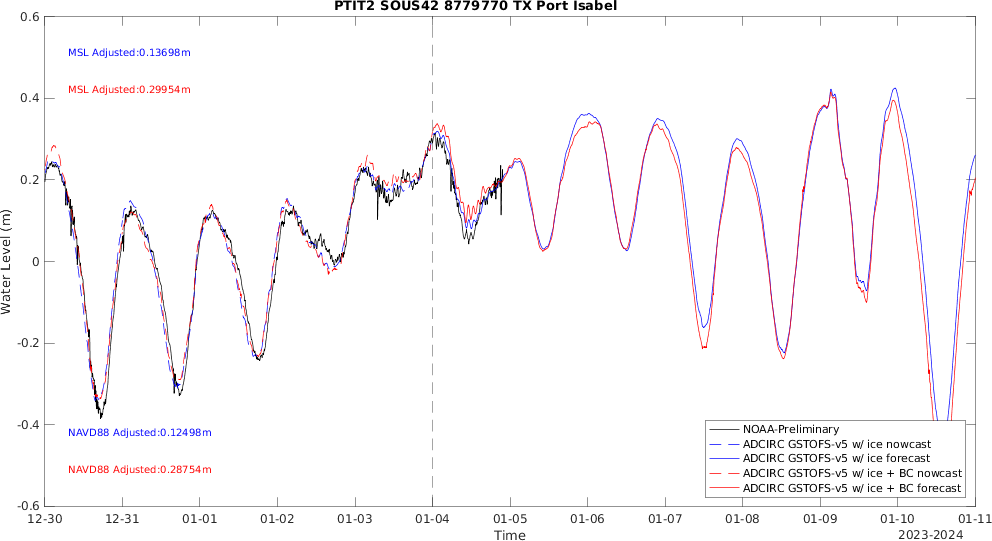 PTIT2 SOUS42 8779770 TX Port Isabel
0.6
0.4
0.2
0
-0.2
-0.4
-0.6
Water Level (m)
MSL Adjusted:0.13698m
MSL Adjusted:0.29954m
NAVD88 Adjusted:0.12498m
NAVD88 Adjusted:0.28754m
NOAA-Preliminary
ADCIRC GSTOFS-v5 w/ ice nowcast
ADCIRC GSTOFS-v5 w/ ice forecast
ADCIRC GSTOFS-v5 w/ ice + BC nowcast
ADCIRC GSTOFS-v5 w/ ice + BC forecast
12-30 12-31 01-01 01-02 01-03 01-04 01-05 01-06 01-07 01-08 01-09 01-10 01-11
Time
2023-2024